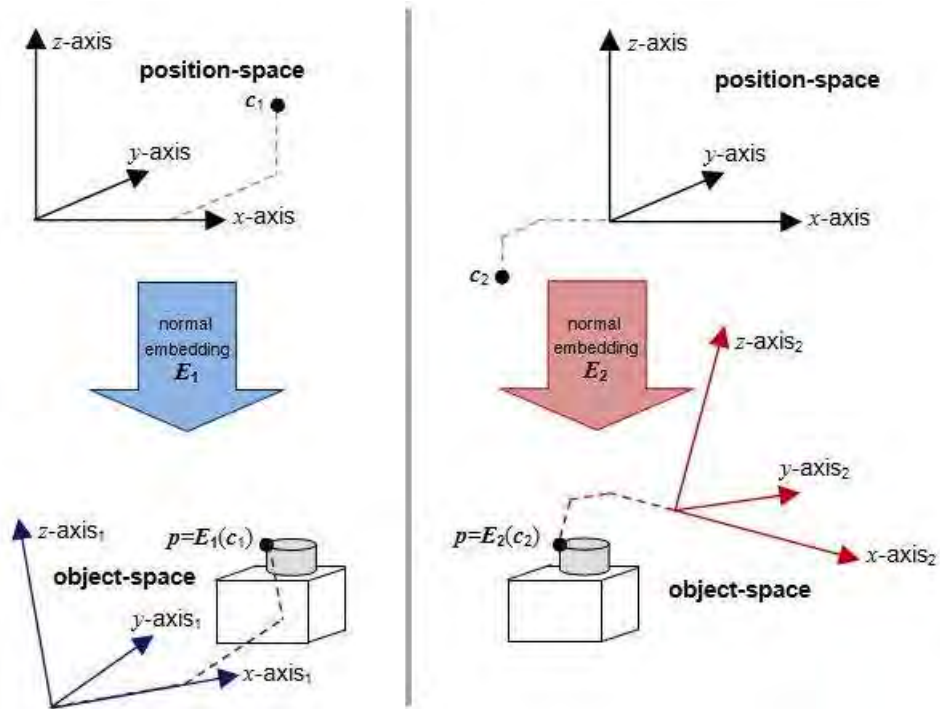 z-axis
position-space
c₁
y-axis
x-axis
normal
embedding
E₁
z-axis₁
p=E₁(c₁)
object-space
y-axis₁
x-axis₁
z-axis
position-space
y-axis
x-axis
c₂
normal
embedding
E₂
z-axis₂
y-axis₂
p=E₂(c₂)
x-axis₂
object-space